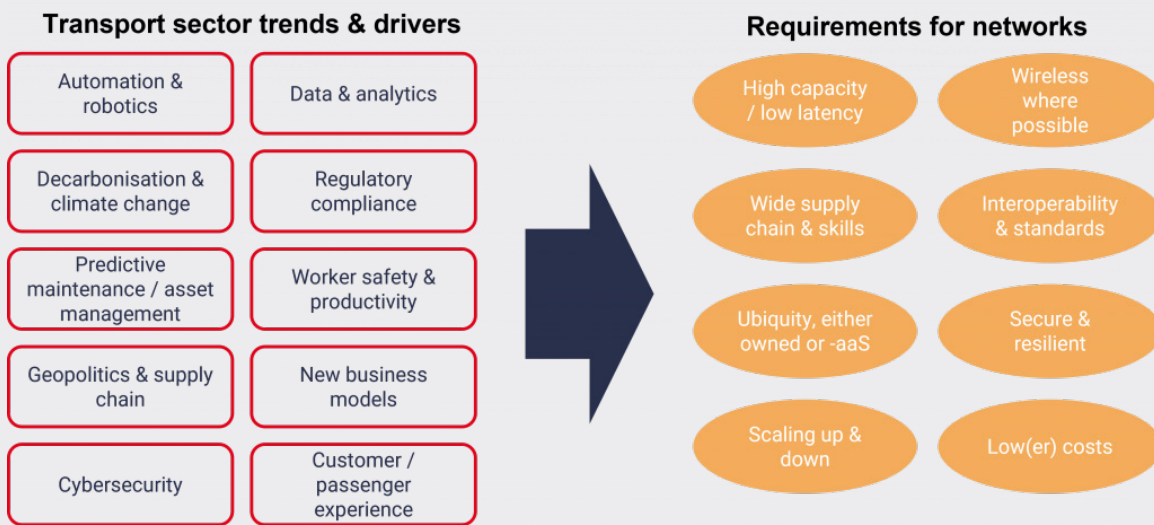 Transport sector trends & drivers
Automation &
robotics
Data & analytics
Decarbonisation &
climate change
Regulatory
compliance
Predictive
maintenance / asset
management
Worker safety &
productivity
Geopolitics & supply
chain
New business
models
Cybersecurity
Customer /
passenger
experience
Requirements for networks
High capacity
/ low latency
Wireless
where
possible
Wide supply
chain & skills
Interoperability
& standards
Ubiquity, either
owned or -aaS
Secure &
resilient
Scaling up &
down
Low(er) costs